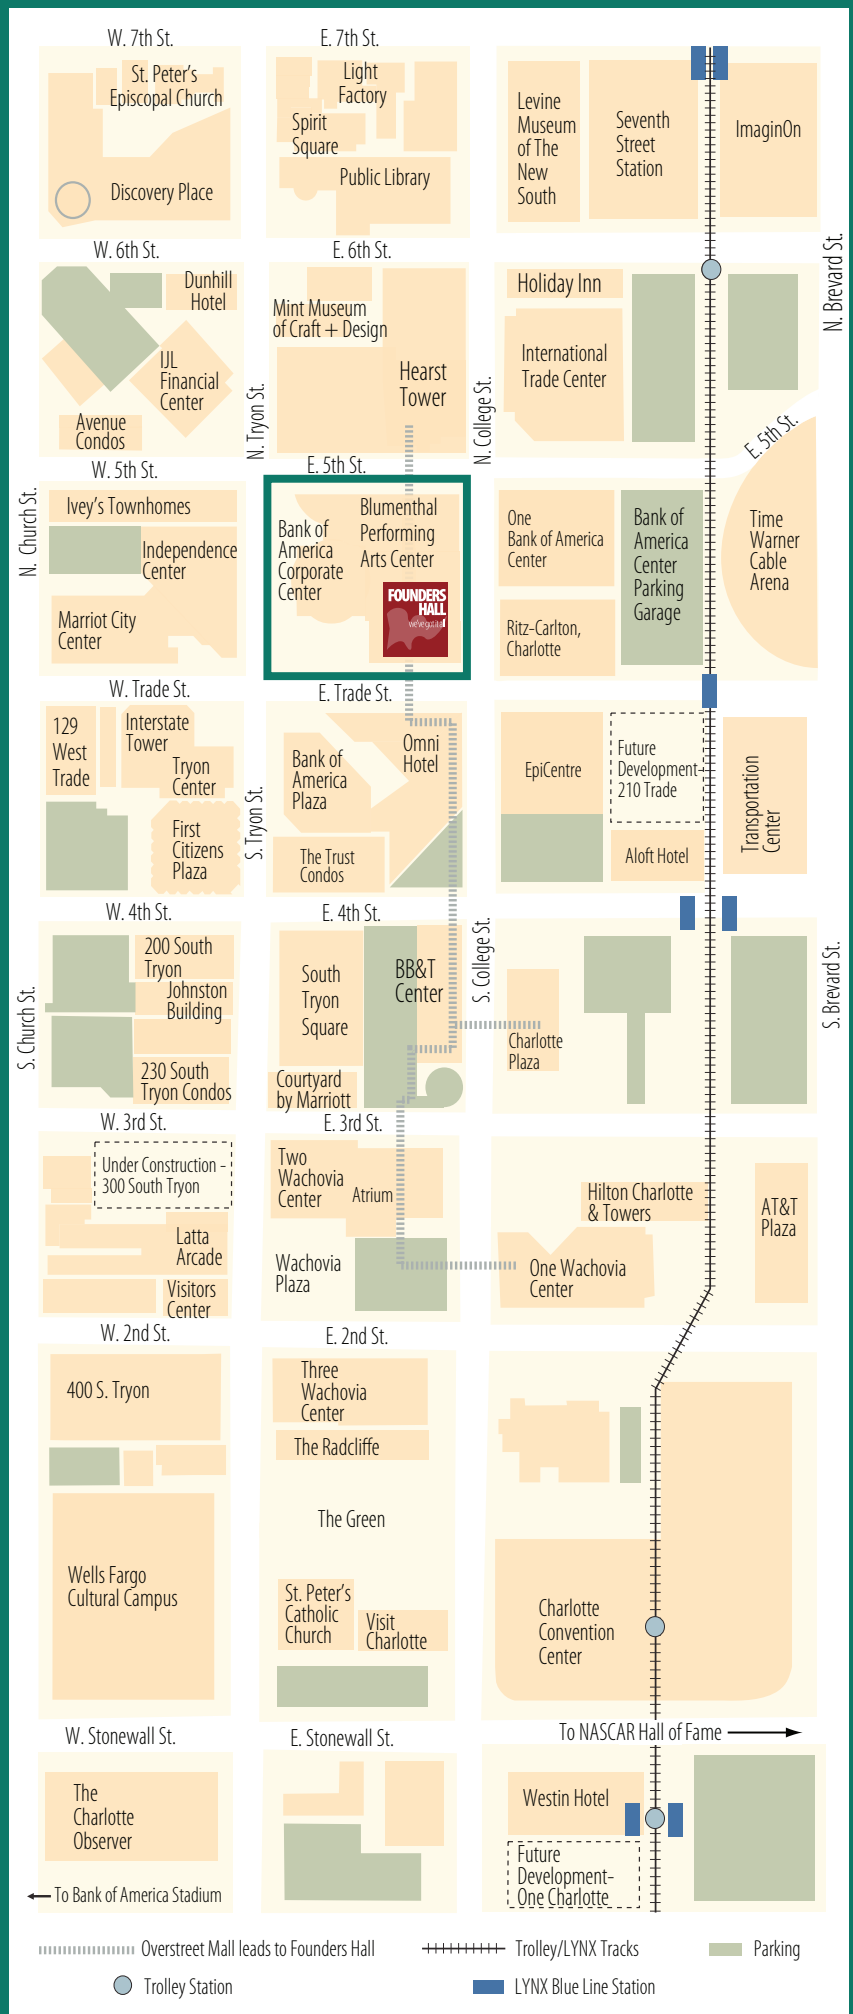 W. 7th St.
E. 7th St.
St. Peter's
Episcopal Church
Discovery Place
Light
Factory
Spirit
Square
Public Library
Levine
Museum
of The
New
South
Seventh
Street
Station
ImaginOn
W. 6th St.
E. 6th St.
N. Brevard St.
Dunhill
Hotel
IJL
Financial
Center
Avenue
Condos
N. Tryon St.
Mint Museum
of Craft + Design
Hearst
Tower
N. College St.
Holiday Inn
International
Trade Center
E. 5th St.
W. 5th St.
E. 5th St.
N. Church St.
Ivey's Townhomes
Independence
Center
Marriot City
Center
Bank of
America
Corporate
Center
Blumenthal
Performing
Arts Center
FOUNDERS
HALL
we've got it all
One
Bank of America
Center
Ritz-Carlton,
Charlotte
Bank of
America
Center
Parking
Garage
Time
Warner
Cable
Arena
W. Trade St.
E. Trade St.
129
West
Trade
Interstate
Tower
Tryon
Center
First
Citizens
Plaza
S. Tryon St.
Bank of
America
Plaza
Omni
Hotel
The Trust
Condos
EpiCentre
Future
Development-
210 Trade
Aloft Hotel
Transportation
Center
W. 4th St.
E. 4th St.
S. Church St.
200 South
Tryon
Johnston
Building
230 South
Tryon Condos
South
Tryon
Square
BB&T
Center
Courtyard
by Marriott
S. College St.
Charlotte
Plaza
S. Brevard St.
W. 3rd St.
E. 3rd St.
Under Construction -
300 South Tryon
Latta
Arcade
Visitors
Center
Two
Wachovia
Center
Atrium
Wachovia
Plaza
Hilton Charlotte
& Towers
One Wachovia
Center
AT&T
Plaza
W. 2nd St.
E. 2nd St.
400 S. Tryon
Wells Fargo
Cultural Campus
Three
Wachovia
Center
The Radcliffe
The Green
St. Peter's
Catholic
Church
Visit
Charlotte
Charlotte
Convention
Center
W. Stonewall St.
E. Stonewall St.
To NASCAR Hall of Fame
The
Charlotte
Observer
To Bank of America Stadium
Westin Hotel
Future
Development-
One Charlotte
Overstreet Mall leads to Founders Hall
Trolley/LYNX Tracks
Parking
Trolley Station
LYNX Blue Line Station